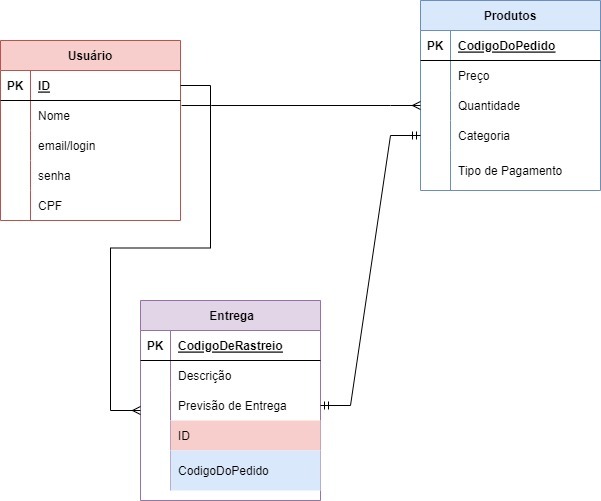 Usuário
PK ID
Nome
email/login
senha
CPF
Produtos
PK CodigoDoPedido
Preço
Quantidade
Categoria
Tipo de Pagamento
Entrega
PK CodigoDeRastreio
Descrição
Previsão de Entrega
ID
CodigoDoPedido